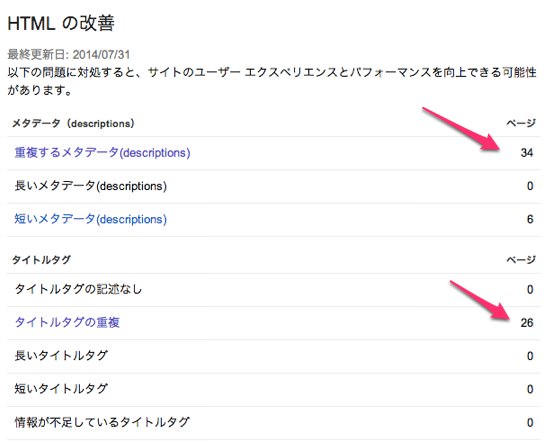 HTML の改善
最終更新日: 2014/07/31
以下の問題に対処すると、サイトのユーザー エクスペリエンスとパフォーマンスを向上できる可能性
があります。
メタデータ（descriptions） ページ
重複するメタデータ(descriptions) 34
長いメタデータ(descriptions) 0
短いメタデータ(descriptions) 6
タイトルタグ ページ
タイトルタグの記述なし 0
タイトルタグの重複 26
長いタイトルタグ 0
短いタイトルタグ 0
情報が不足しているタイトルタグ 0